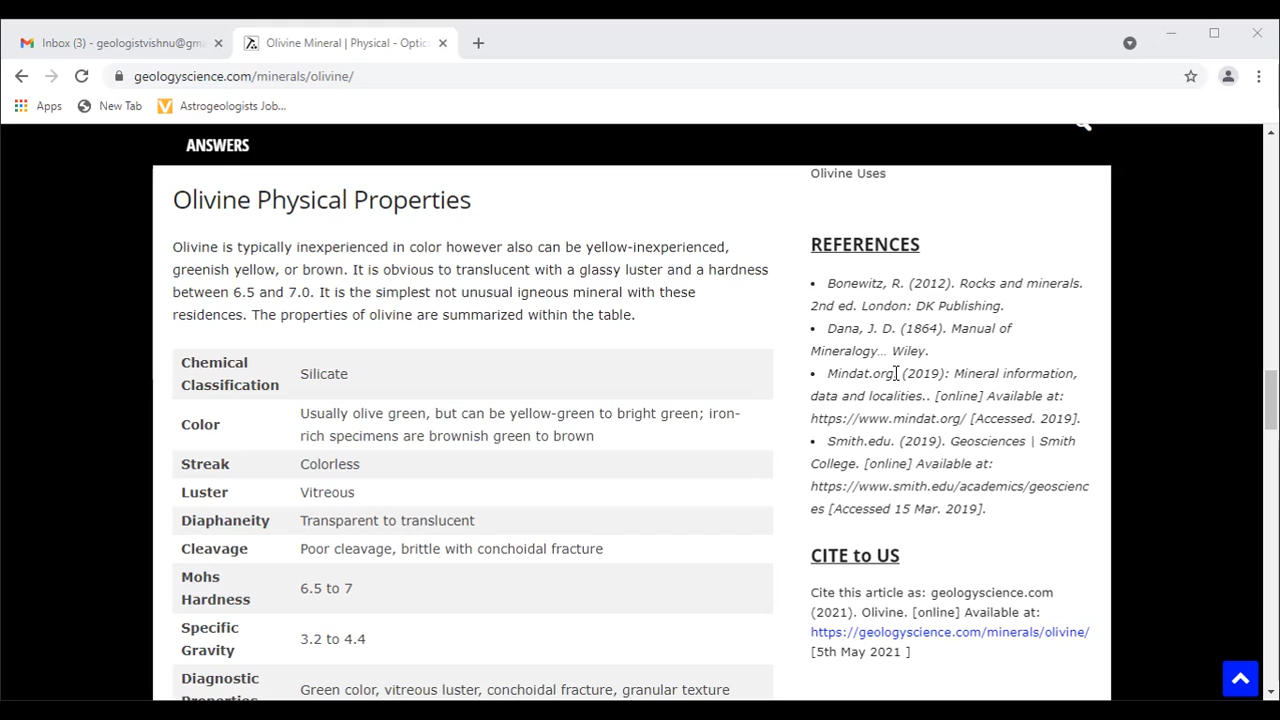 Inbox (3) - geologistvishnu@gma
Olivine Mineral | Physical - Optic
geologyscience.com/minerals/olivine/
Apps
New Tab
Astrogeologists Job...
ANSWERS
Olivine Physical Properties
Olivine is typically inexperienced in color however also can be yellow-inexperienced,
greenish yellow, or brown. It is obvious to translucent with a glassy luster and a hardness
between 6.5 and 7.0. It is the simplest not unusual igneous mineral with these
residences. The properties of olivine are summarized within the table.
Chemical
Classification
Silicate
Color
Usually olive green, but can be yellow-green to bright green; iron-
rich specimens are brownish green to brown
Streak
Colorless
Luster
Vitreous
Diaphaneity
Transparent to translucent
Cleavage
Poor cleavage, brittle with conchoidal fracture
Mohs
Hardness
6.5 to 7
Specific
Gravity
3.2 to 4.4
Diagnostic
Properties
Green color, vitreous luster, conchoidal fracture, granular texture
Olivine Uses
REFERENCES
• Bonewitz, R. (2012). Rocks and minerals.
2nd ed. London: DK Publishing.
• Dana, J. D. (1864). Manual of
Mineralogy… Wiley.
• Mindat.org. (2019): Mineral information,
data and localities.. [online] Available at:
https://www.mindat.org/ [Accessed. 2019].
• Smith.edu. (2019). Geosciences | Smith
College. [online] Available at:
https://www.smith.edu/academics/geoscienc
es [Accessed 15 Mar. 2019].
CITE to US
Cite this article as: geologyscience.com
(2021). Olivine. [online] Available at:
https://geologyscience.com/minerals/olivine/
[5th May 2021 ]